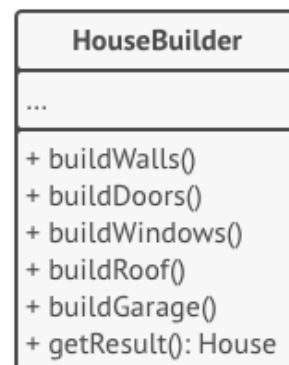 HouseBuilder
...
+ buildWalls()
+ buildDoors()
+ buildWindows()
+ buildRoof()
+ buildGarage()
+ getResult(): House